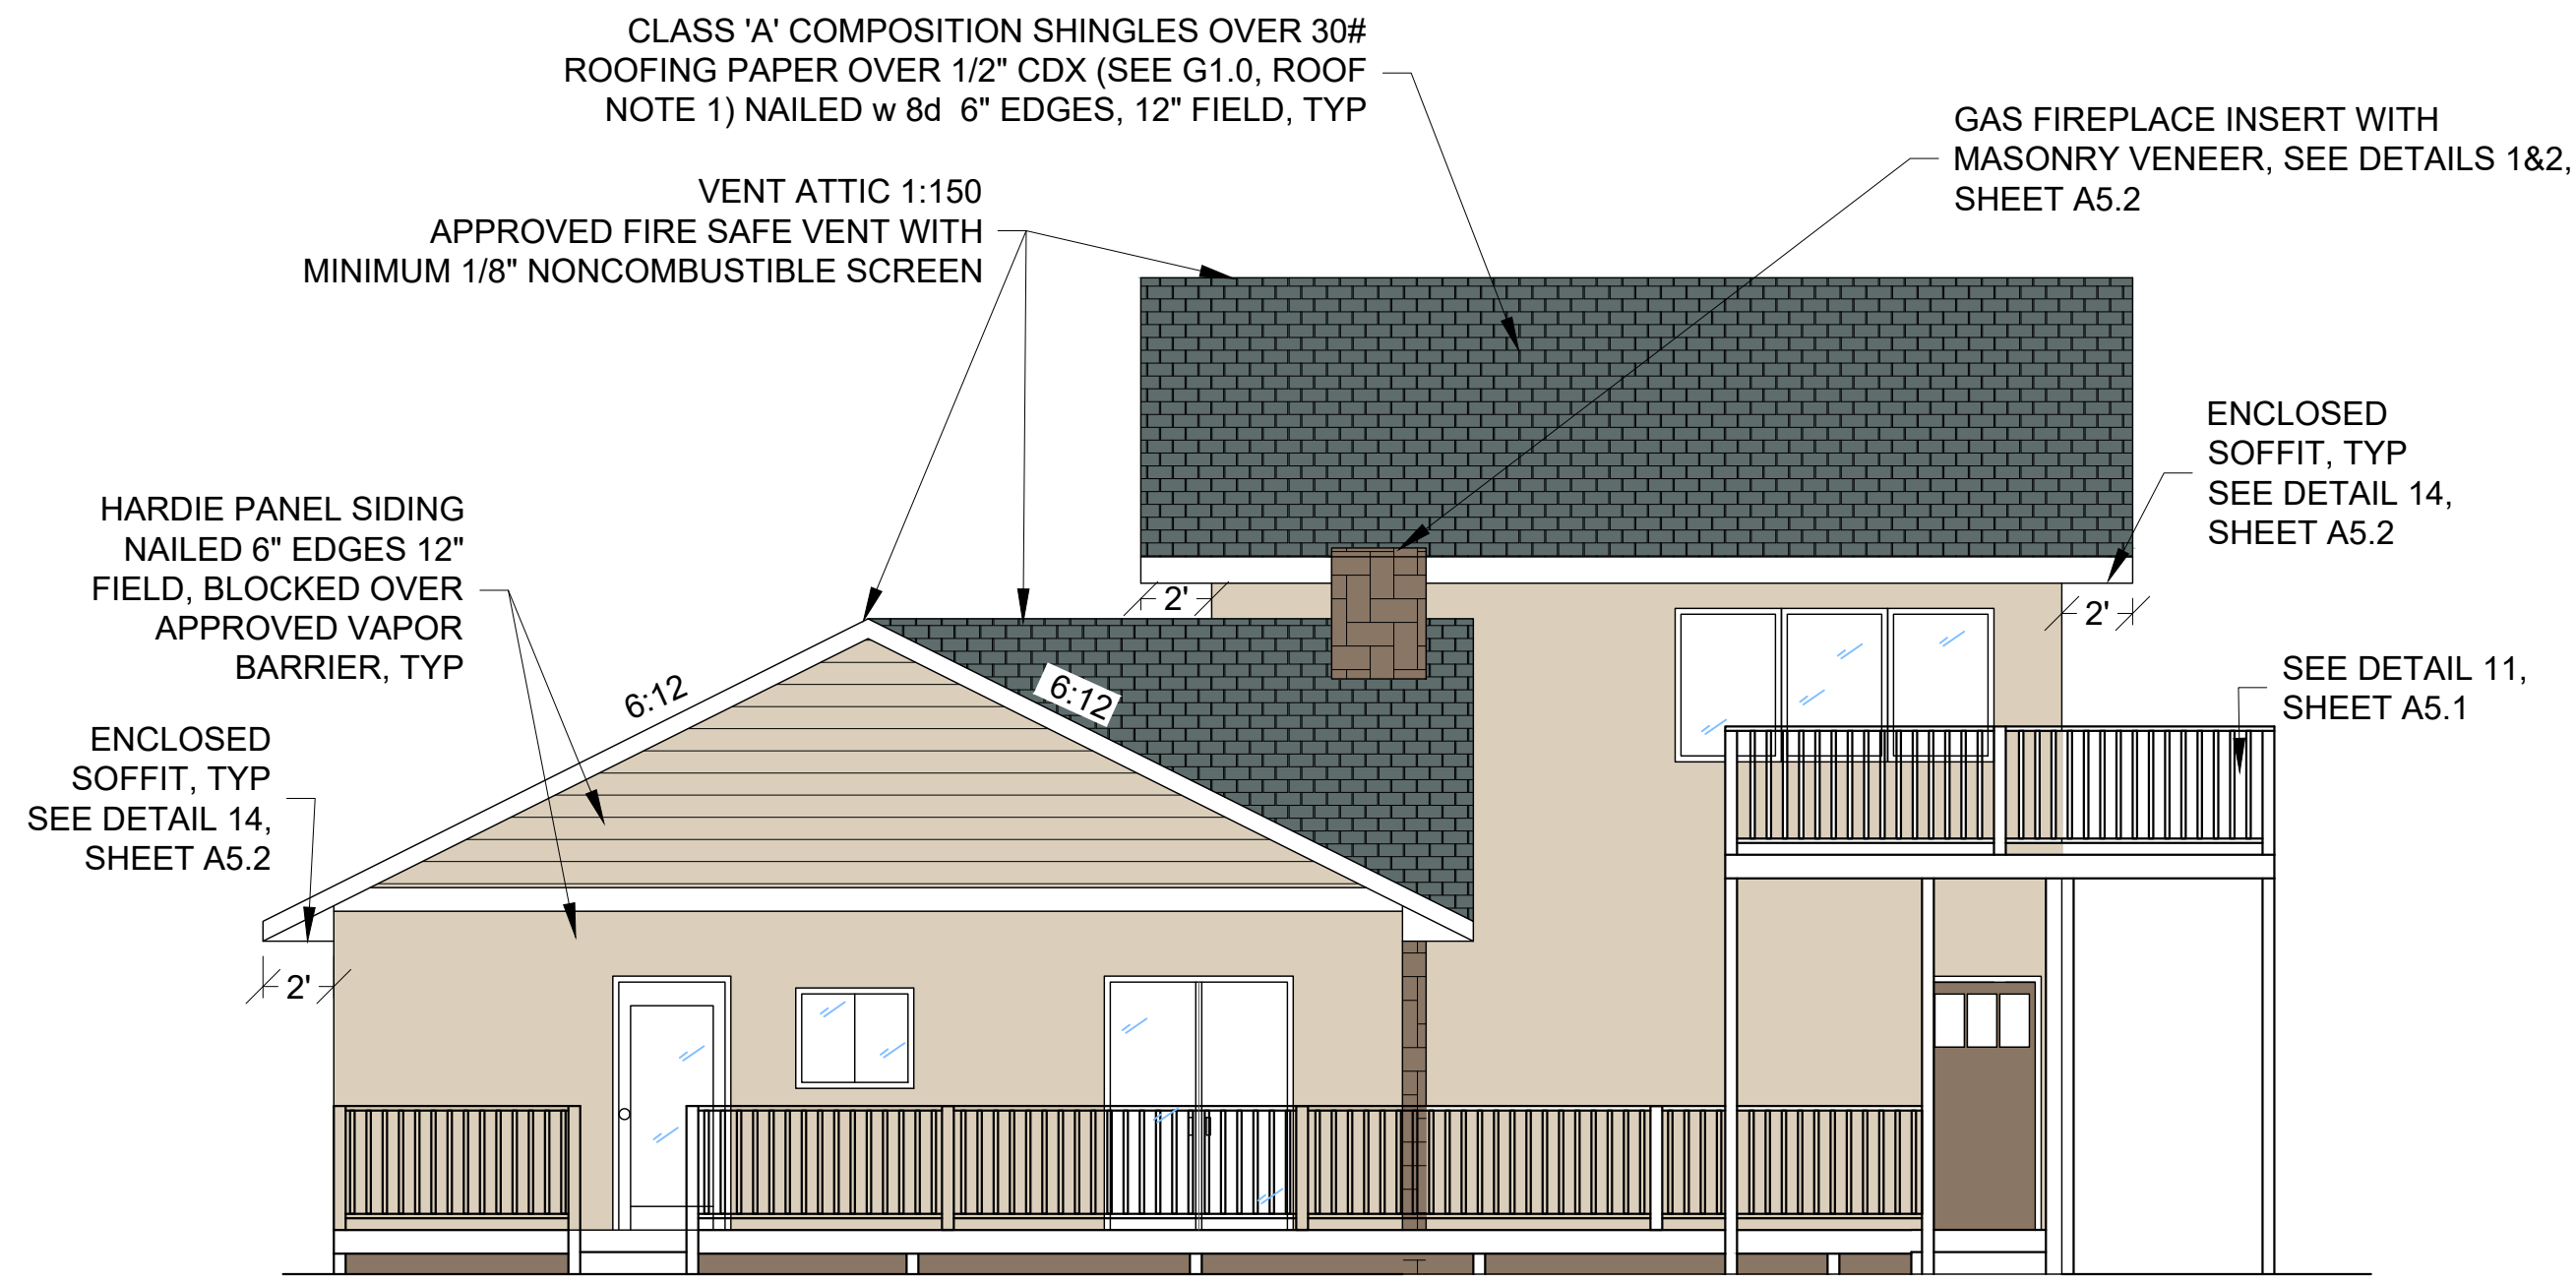 CLASS 'A' COMPOSITION SHINGLES OVER 30#
ROOFING PAPER OVER 1/2" CDX (SEE G1.0, ROOF
NOTE 1) NAILED w 8d 6" EDGES, 12" FIELD, TYP
GAS FIREPLACE INSERT WITH
MASONRY VENEER, SEE DETAILS 1&2,
SHEET A5.2
VENT ATTIC 1:150
APPROVED FIRE SAFE VENT WITH
MINIMUM 1/8" NONCOMBUSTIBLE SCREEN
ENCLOSED
SOFFIT, TYP
SEE DETAIL 14,
SHEET A5.2
HARDIE PANEL SIDING
NAILED 6" EDGES 12"
FIELD, BLOCKED OVER
APPROVED VAPOR
BARRIER, TYP
2'
2'
6:12
6:12
SEE DETAIL 11,
SHEET A5.1
ENCLOSED
SOFFIT, TYP
SEE DETAIL 14,
SHEET A5.2
2'